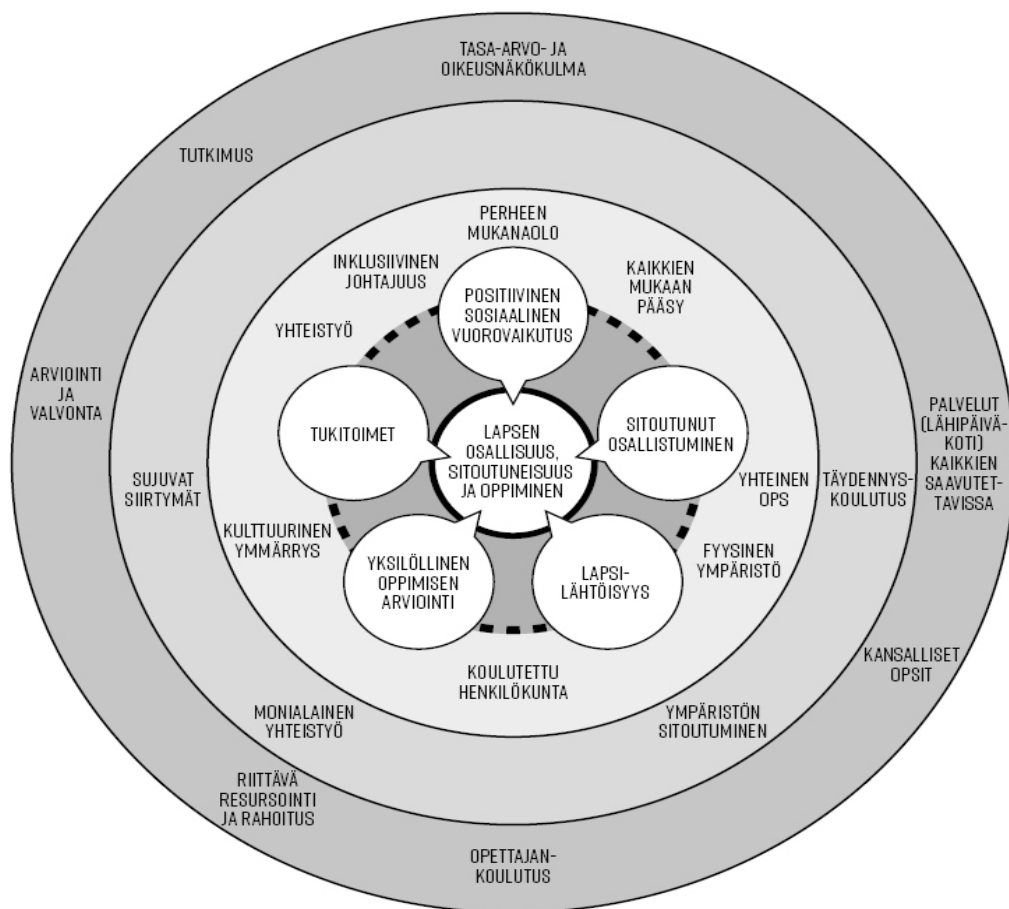 TASA-ARVO- JA
OIKEUSNÄKÖKULMA
TUTKIMUS
ARVIOINTI
JA
VALVONTA
PALVELUT
(LÄHIPÄIVÄ-
KOTI)
KAIKKIEN
SAAVUTET-
TAVISSA
KANSALLISET
OPSIT
RIITTÄVÄ
RESURSOINTI
JA RAHOITUS
OPETTAJAN-
KOULUTUS
SUJUVAT
SIIRTYMÄT
TÄYDENNYS-
KOULUTUS
MONIALAINEN
YHTEISTYÖ
YMPÄRISTÖN
SITOUTUMINEN
PERHEEN
MUKANAOLO
INKLUSIIVINEN
JOHTAJUUS
KAIKKIEN
MUKAAN
PÄÄSY
YHTEISTYÖ
YHTEINEN
OPS
KULTTUURINEN
YMMÄRRYS
FYYSINEN
YMPÄRISTÖ
KOULUTETTU
HENKILÖKUNTA
POSITIIVINEN
SOSIAALINEN
VUOROVAIKUTUS
TUKITOIMET
SITOUTUNUT
OSALLISTUMINEN
LAPSEN
OSALLISUUS,
SITOUTUNEISUUS
JA OPPIMINEN
YKSILÖLLINEN
OPPIMISEN
ARVIOINTI
LAPSI-
LÄHTÖISYYS